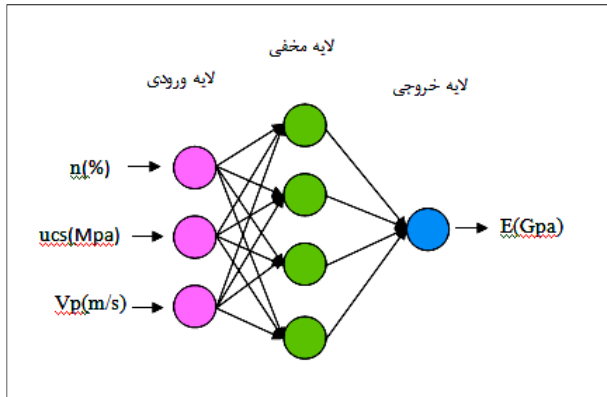 لایه مخفی
لایه ورودی
لایه خروجی
n(%)
ucs(Mpa)
Vp(m/s)
E(Gpa)